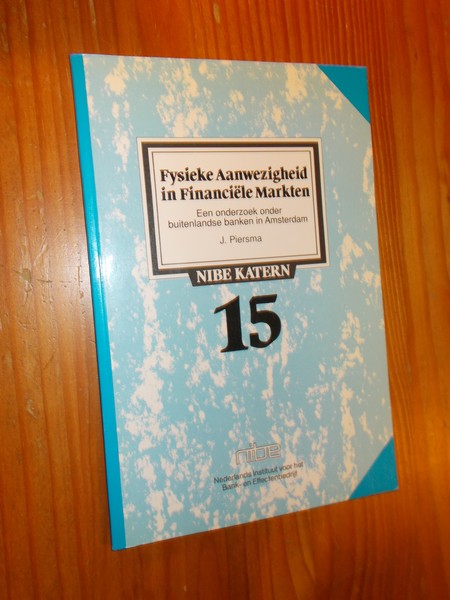 Fysieke Aanwezigheid
in Financiële Markten
Een onderzoek onder
buitenlandse banken in Amsterdam
J. Piersma
NIBE KATERN
15
nibe
Nederlands Instituut voor het
Bank- en Effectenbedrijf